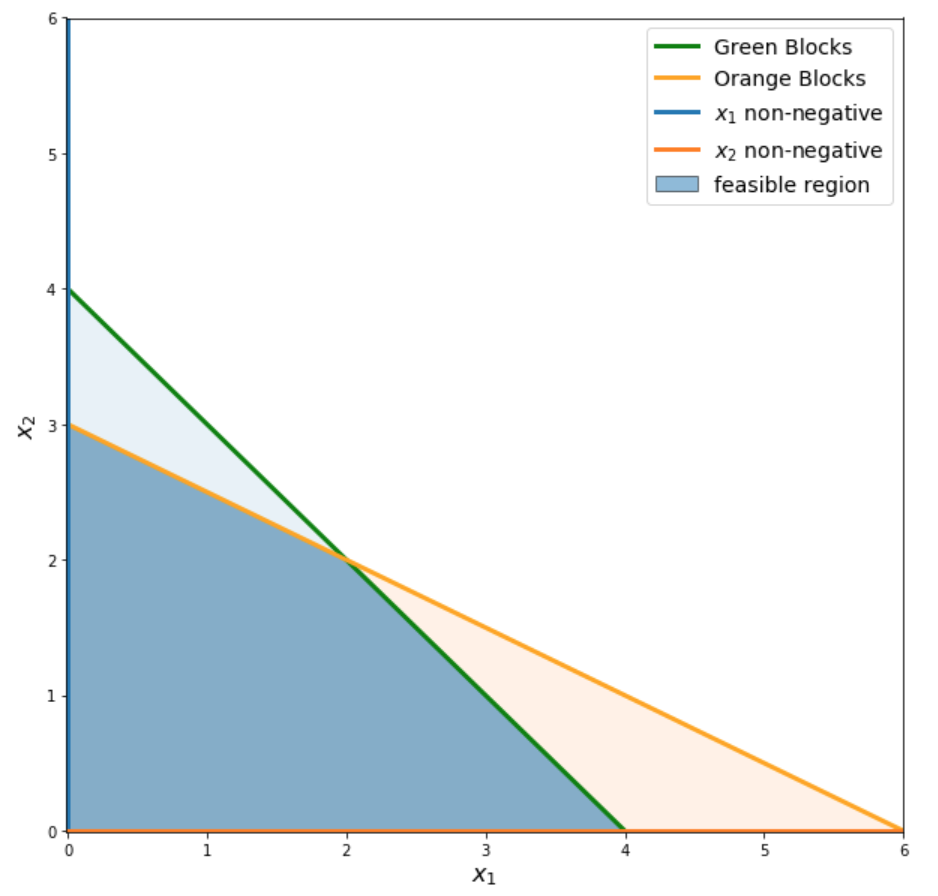 6
5
4
3
2
1
0
x₂
0 1 2 3 4 5 6
x₁
Green Blocks
Orange Blocks
x₁ non-negative
x₂ non-negative
feasible region